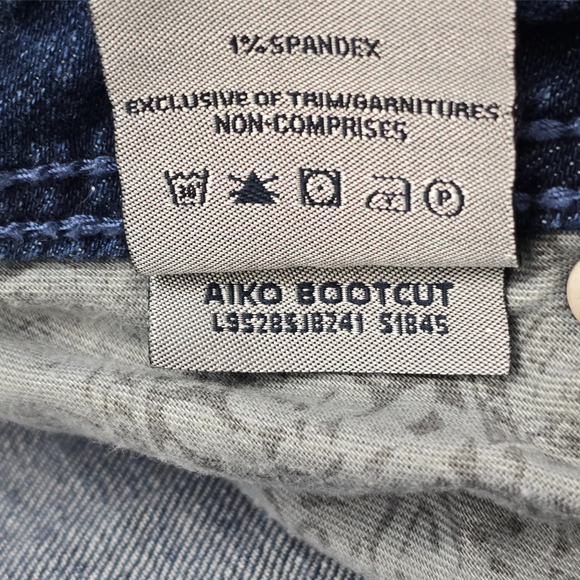 1% SPANDEX
EXCLUSIVE OF TRIM/GARNITURES
NON-COMPRISES
30°
P
AIKO BOOTCUT
L9528SJB241 S1845